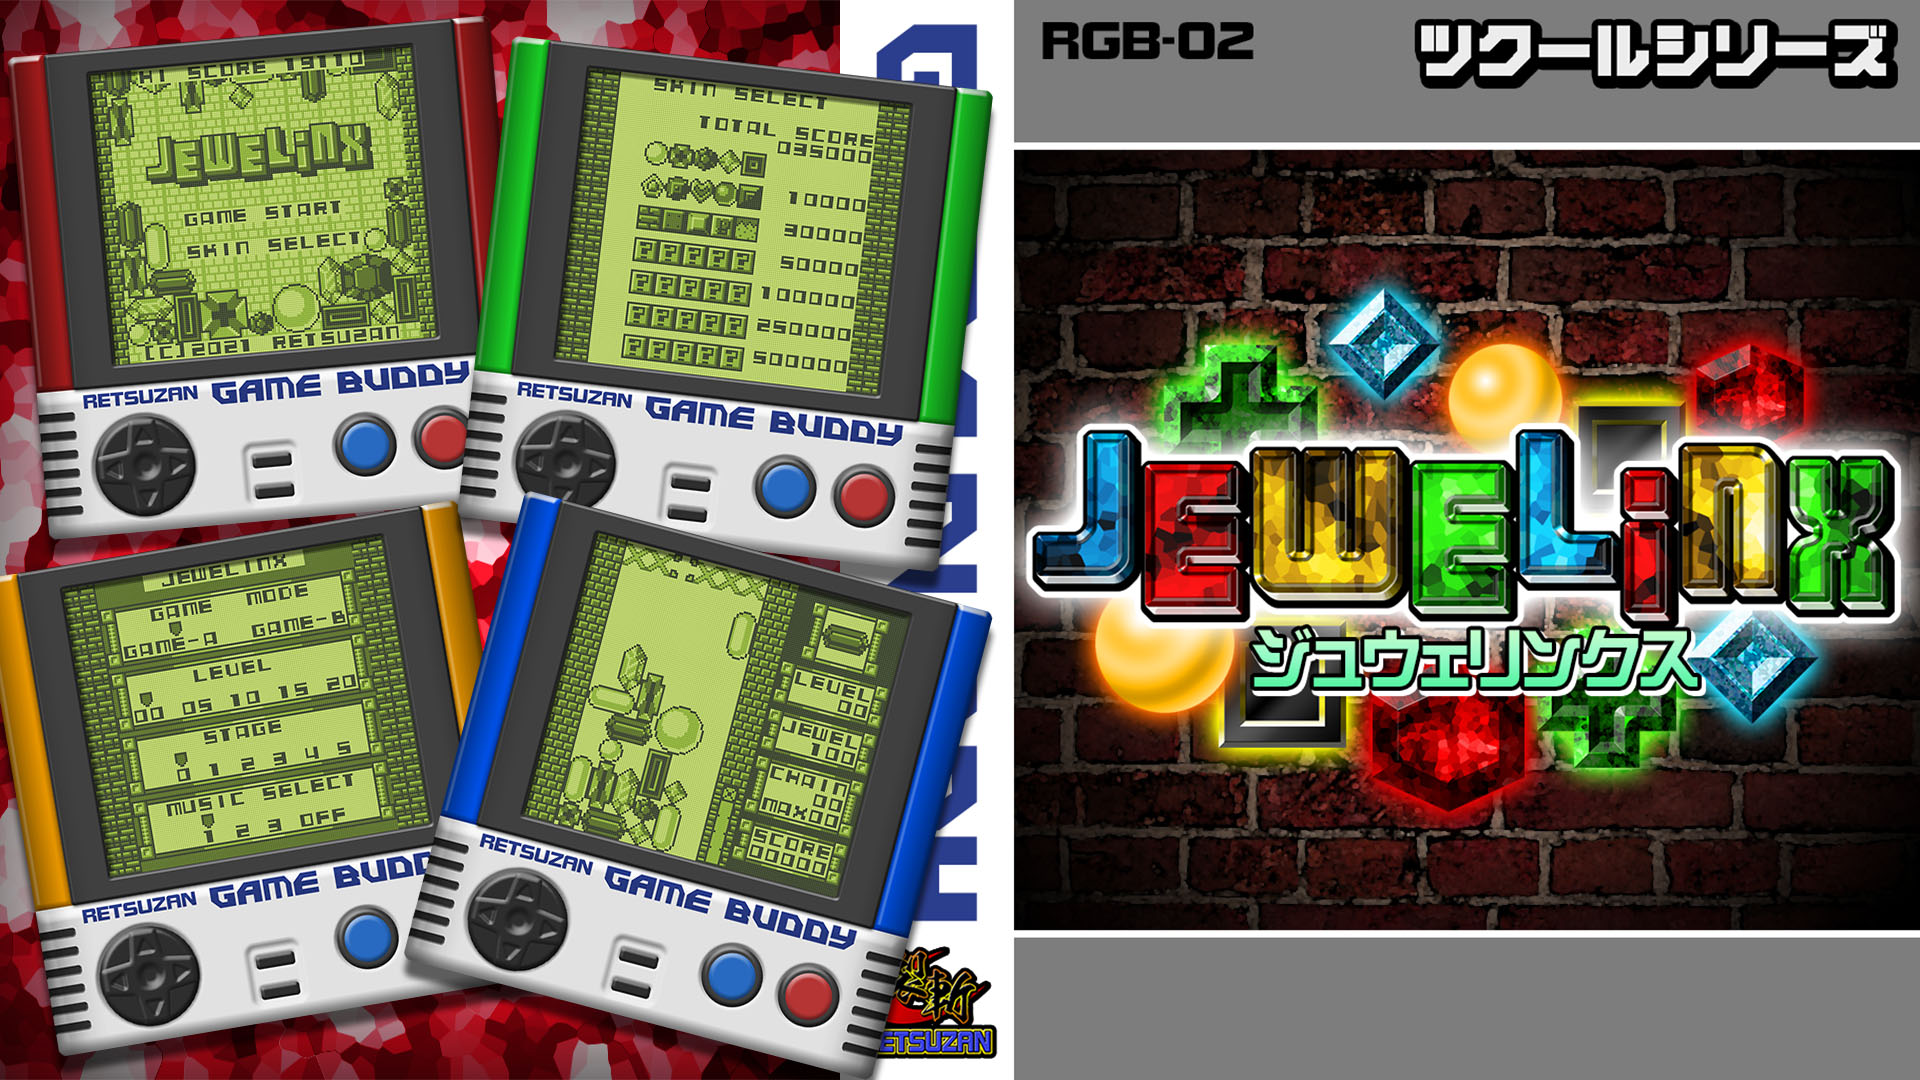 HI SCORE 19110
JEWELiNX
GAME START
SKIN SELECT
(C)2021 RETSUZAN
RETSUZAN GAME BUDDY
SKIN SELECT
TOTAL SCORE
035000
10000
30000
? ? ? ? ? 50000
? ? ? ? ? 100000
? ? ? ? ? 250000
? ? ? ? ? 500000
RETSUZAN GAME BUDDY
JEWELINX
GAME MODE
GAME-A GAME-B
LEVEL
00 05 10 15 20
STAGE
0 1 2 3 4 5
MUSIC SELECT
1 2 3 OFF
RETSUZAN GAME BUDD
LEVEL
00
JEWEL
100
CHAIN
00
MAX00
SCORE
00000
RETSUZAN GAME BUDDY
裂斬
RETSUZAN
RGB-02
ツクールシリーズ
JEWELiNX
ジュウェリンクス